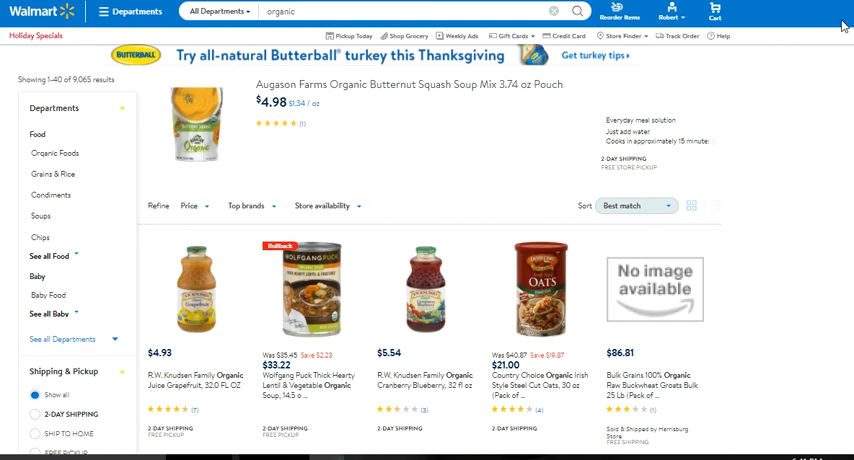 Walmart
Departments
All Departments
organic
Reorder Items
Robert
Cart
Holiday Specials
Pickup Today
Shop Grocery
Weekly Ads
Gift Cards
Credit Card
Store Finder
Track Order
Help
BUTTERBALL
Try all-natural Butterball® turkey this Thanksgiving
Get turkey tips
Showing 1-40 of 9,065 results
Departments
Food
Organic Foods
Grains & Rice
Condiments
Soups
Chips
See all Food
Baby
Baby Food
See all Baby
See all Departments
Shipping & Pickup
Show all
2-DAY SHIPPING
SHIP TO HOME
FREE PICKUP
Augason Farms Organic Butternut Squash Soup Mix 3.74 oz Pouch
$4.98 $1.34 / oz
(1)
Everyday meal solution
Just add water
Cooks in approximately 15 minute
2-DAY SHIPPING
FREE STORE PICKUP
Organic
Refine
Price
Top brands
Store availability
Sort
Best match
$4.93
R.W. Knudsen Family Organic
Juice Grapefruit, 32.0 FL OZ
(7)
2-DAY SHIPPING
FREE PICKUP
Rollback
WOLFGANG PUCK
Was $35.45 Save $2.23
$33.22
Wolfgang Puck Thick Hearty
Lentil & Vegetable Organic
Soup, 14.5 o ...
2-DAY SHIPPING
FREE PICKUP
$5.54
R.W. Knudsen Family Organic
Cranberry Blueberry, 32 fl oz
(3)
2-DAY SHIPPING
OATS
Was $40.87 Save $19.87
$21.00
Country Choice Organic Irish
Style Steel Cut Oats, 30 oz
(Pack of ...
(4)
2-DAY SHIPPING
No image
available
$86.81
Bulk Grains 100% Organic
Raw Buckwheat Groats Bulk
25 Lb (Pack of ...
(1)
Sold & Shipped by Harrisburg
Store
FREE SHIPPING